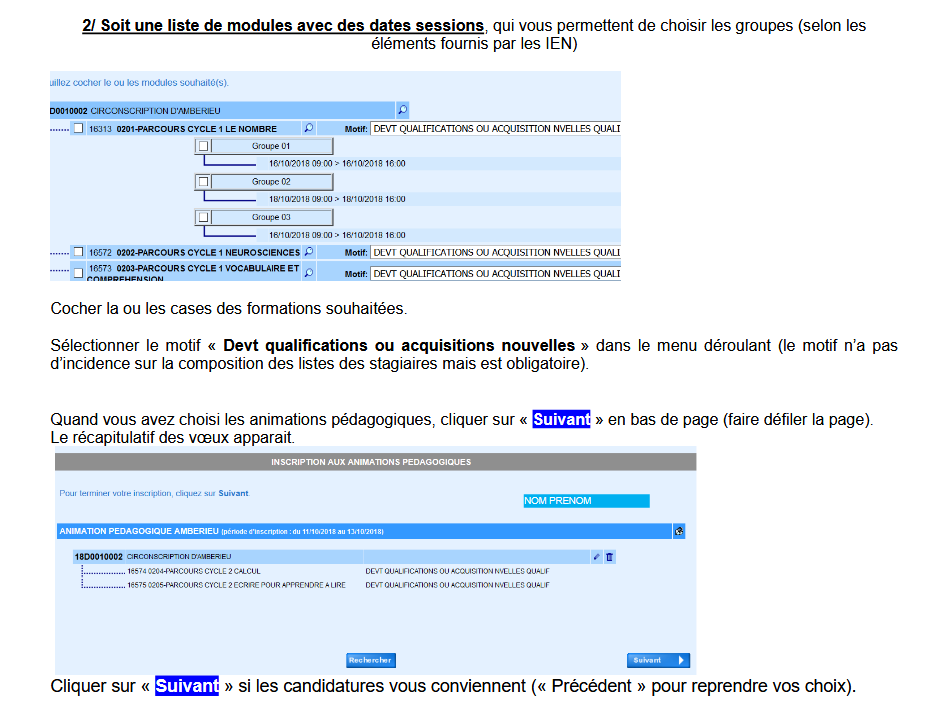 2/ Soit une liste de modules avec des dates sessions, qui vous permettent de choisir les groupes (selon les
éléments fournis par les IEN)
uillez cocher le ou les modules souhaité(s).
D0010002 CIRCONSCRIPTION D'AMBERIEU
16313 0201-PARCOURS CYCLE 1 LE NOMBRE Motif: DEVT QUALIFICATIONS OU ACQUISITION NVELLES QUALI
Groupe 01
16/10/2018 09:00 > 16/10/2018 16:00
Groupe 02
18/10/2018 09:00 > 18/10/2018 16:00
Groupe 03
16/10/2018 09:00 > 16/10/2018 16:00
16572 0202-PARCOURS CYCLE 1 NEUROSCIENCES Motif: DEVT QUALIFICATIONS OU ACQUISITION NVELLES QUALI
16573 0203-PARCOURS CYCLE 1 VOCABULAIRE ET Motif: DEVT QUALIFICATIONS OU ACQUISITION NVELLES QUALI
COMPREHENSION
Cocher la ou les cases des formations souhaitées.
Sélectionner le motif « Devt qualifications ou acquisitions nouvelles » dans le menu déroulant (le motif n'a pas
d'incidence sur la composition des listes des stagiaires mais est obligatoire).
Quand vous avez choisi les animations pédagogiques, cliquer sur « Suivant » en bas de page (faire défiler la page).
Le récapitulatif des vœux apparait.
INSCRIPTION AUX ANIMATIONS PEDAGOGIQUES
Pour terminer votre inscription, cliquez sur Suivant.
NOM PRENOM
ANIMATION PEDAGOGIQUE AMBERIEU (période d'inscription : du 11/10/2018 au 13/10/2018)
18D0010002 CIRCONSCRIPTION D'AMBERIEU
16574 0204-PARCOURS CYCLE 2 CALCUL DEVT QUALIFICATIONS OU ACQUISITION NVELLES QUALIF
16575 0205-PARCOURS CYCLE 2 ECRIRE POUR APPRENDRE A LIRE DEVT QUALIFICATIONS OU ACQUISITION NVELLES QUALIF
Rechercher Suivant
Cliquer sur « Suivant » si les candidatures vous conviennent (« Précédent » pour reprendre vos choix).